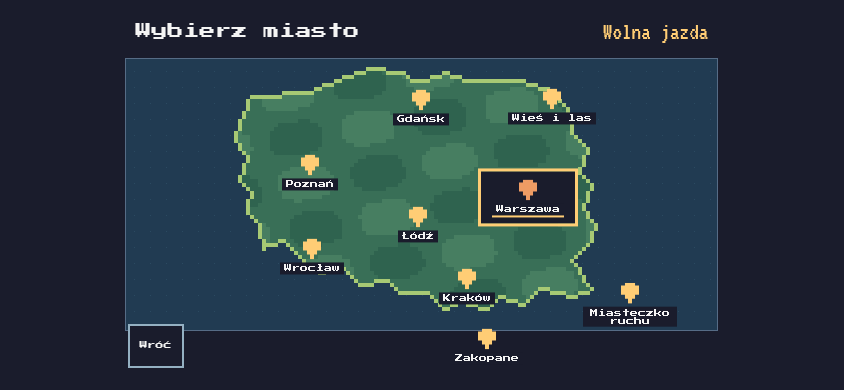 Wybierz miasto
Wolna jazda
Gdańsk
Wieś i las
Poznań
Warszawa
Łódź
Wrocław
Kraków
Miasteczko
ruchu
Wróć
Zakopane